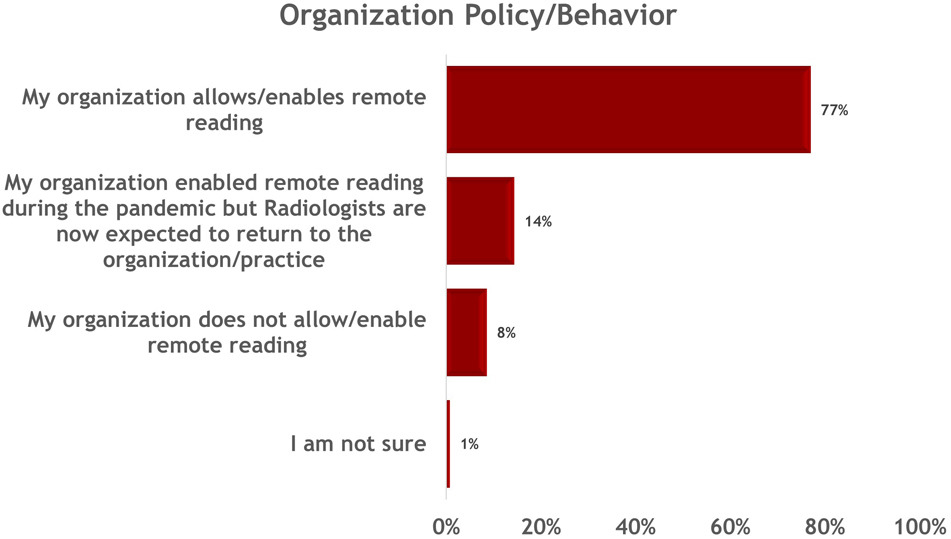 Organization Policy/Behavior
My organization allows/enables remote
reading
77%
My organization enabled remote reading
during the pandemic but Radiologists are
now expected to return to the
organization/practice
14%
My organization does not allow/enable
remote reading
8%
I am not sure
1%
0% 20% 40% 60% 80% 100%